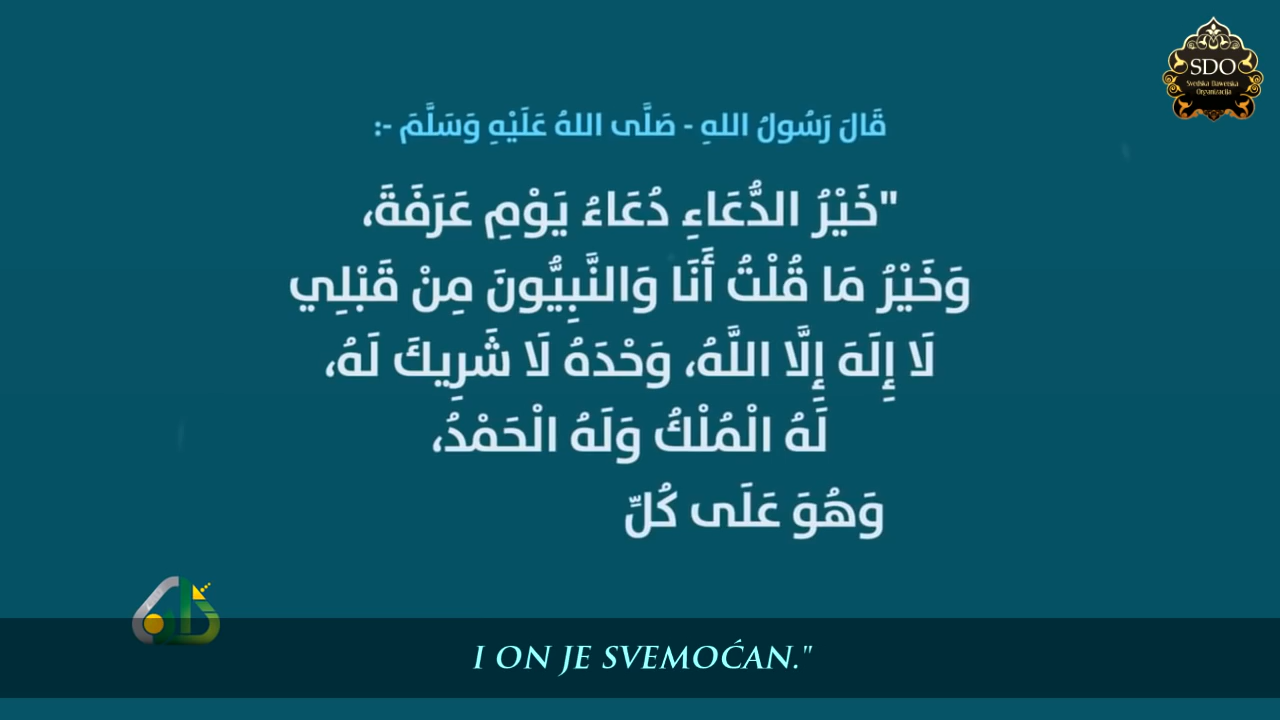 SDO
Svedska Dawetska
Organizacija
قَالَ رَسُولُ اللهِ - صَلَّى اللهُ عَلَيْهِ وَسَلَّمَ -:
"خَيْرُ الدُّعَاءِ دُعَاءُ يَوْمِ عَرَفَةَ،
وَخَيْرُ مَا قُلْتُ أَنَا وَالنَّبِيُّونَ مِنْ قَبْلِي
لَا إِلَهَ إِلَّا اللَّهُ، وَحْدَهُ لَا شَرِيكَ لَهُ،
لَهُ الْمُلْكُ وَلَهُ الْحَمْدُ،
وَهُوَ عَلَى كُلِّ
I ON JE SVEMOĆAN."